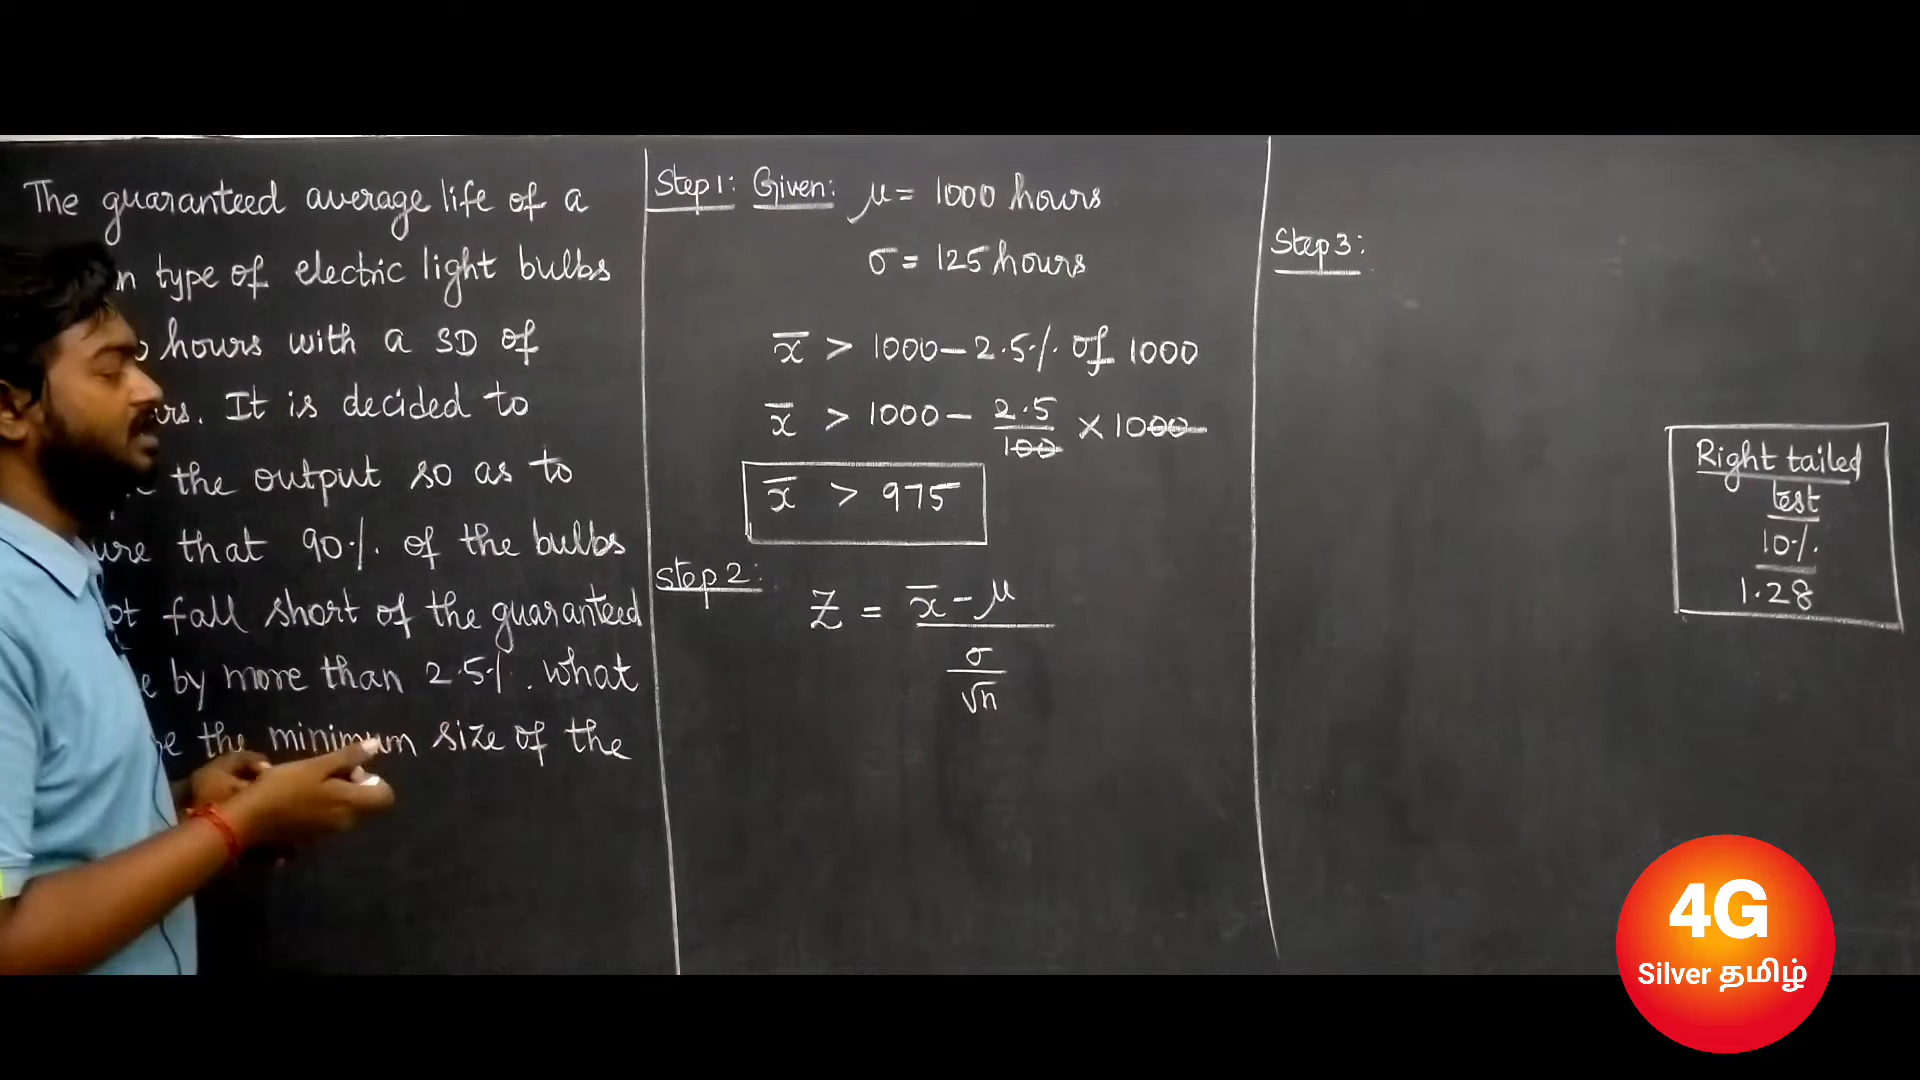 The guaranteed average life of a
type of electric light bulbs
hours with a SD of
It is decided to
the output so as to
that 90% of the bulbs
fall short of the guaranteed
by more than 2.5%. what
the minimum size of the
Step 1: Given: μ = 1000 hours
σ = 125 hours
x̄ > 1000 - 2.5% of 1000
x̄ > 1000 - 2.5/100 × 1000
x̄ > 975
Step 2:
Z = (x̄ - μ) / (σ/√n)
Step 3:
Right tailed
test
10%
1.28
4G
Silver தமிழ்